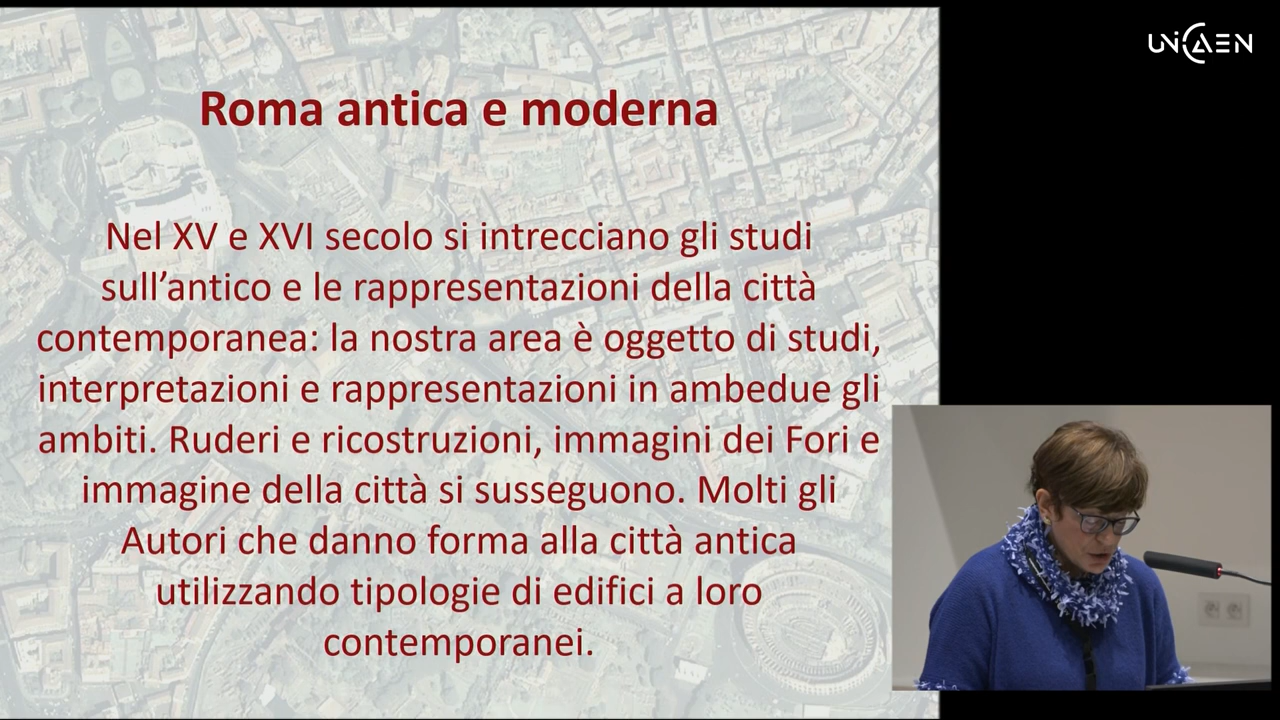 Roma antica e moderna
Nel XV e XVI secolo si intrecciano gli studi
sull’antico e le rappresentazioni della città
contemporanea: la nostra area è oggetto di studi,
interpretazioni e rappresentazioni in ambedue gli
ambiti. Ruderi e ricostruzioni, immagini dei Fori e
immagine della città si susseguono. Molti gli
Autori che danno forma alla città antica
utilizzando tipologie di edifici a loro
contemporanei.
UNICAEN